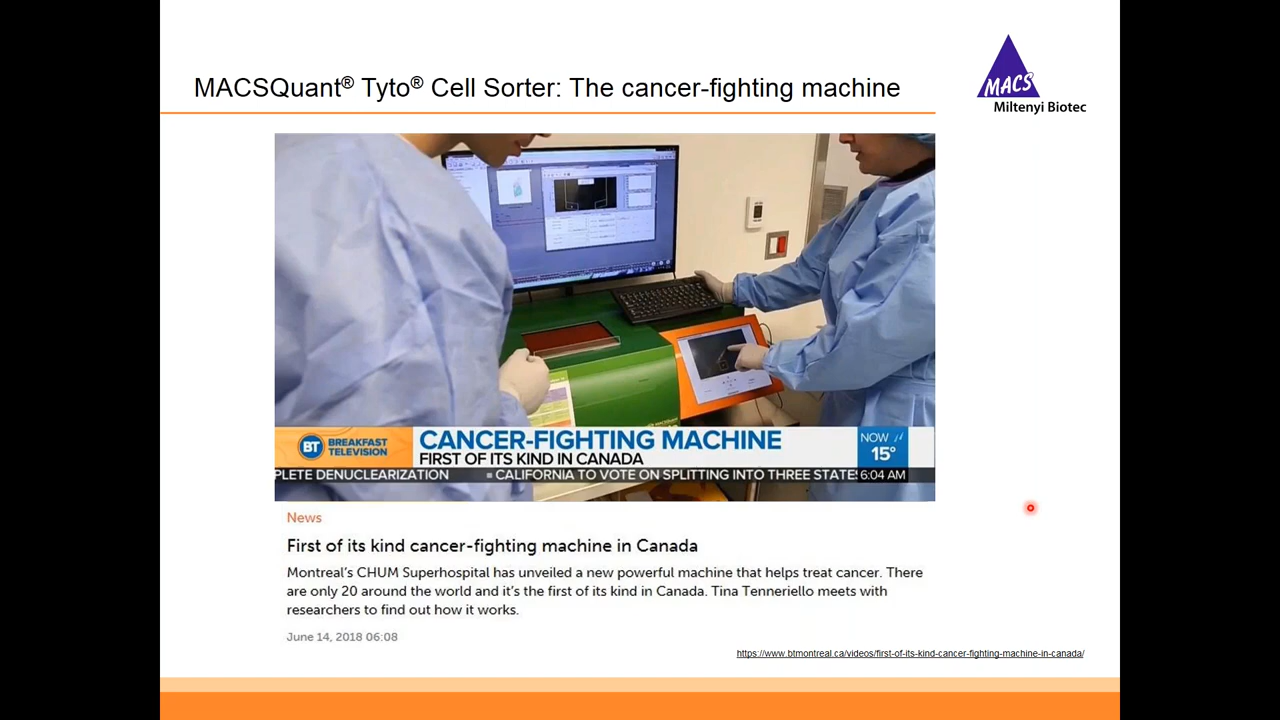 MACSQuant® Tyto® Cell Sorter: The cancer-fighting machine
MACS
Miltenyi Biotec
BT
BREAKFAST
TELEVISION
CANCER-FIGHTING MACHINE
FIRST OF ITS KIND IN CANADA
NOW
15°
PLETE DENUCLEARIZATION
CALIFORNIA TO VOTE ON SPLITTING INTO THREE STATES
6:04 AM
News
First of its kind cancer-fighting machine in Canada
Montreal’s CHUM Superhospital has unveiled a new powerful machine that helps treat cancer. There
are only 20 around the world and it’s the first of its kind in Canada. Tina Tenneriello meets with
researchers to find out how it works.
June 14, 2018 06:08
https://www.btmontreal.ca/videos/first-of-its-kind-cancer-fighting-machine-in-canada/